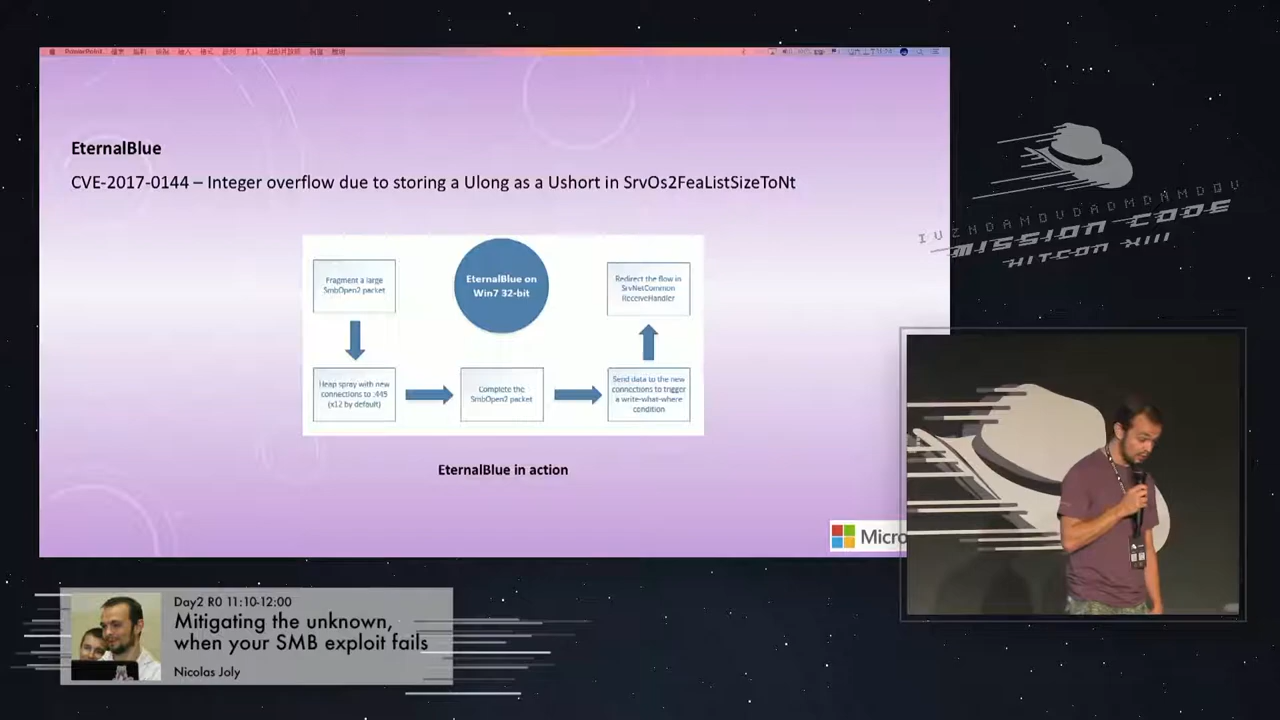 PowerPoint
EternalBlue
CVE-2017-0144 – Integer overflow due to storing a Ulong as a Ushort in SrvOs2FeaListSizeToNt
Fragment a large
SmbOpen2 packet
EternalBlue on
Win7 32-bit
Redirect the flow in
SrvNetCommon
ReceiveHandler
Heap spray with new
connections to :445
(x12 by default)
Complete the
SmbOpen2 packet
Send data to the new
connections to trigger
a write-what-where
condition
EternalBlue in action
Micro
MISSION CODE
HITCON XIII
Day2 R0 11:10-12:00
Mitigating the unknown,
when your SMB exploit fails
Nicolas Joly